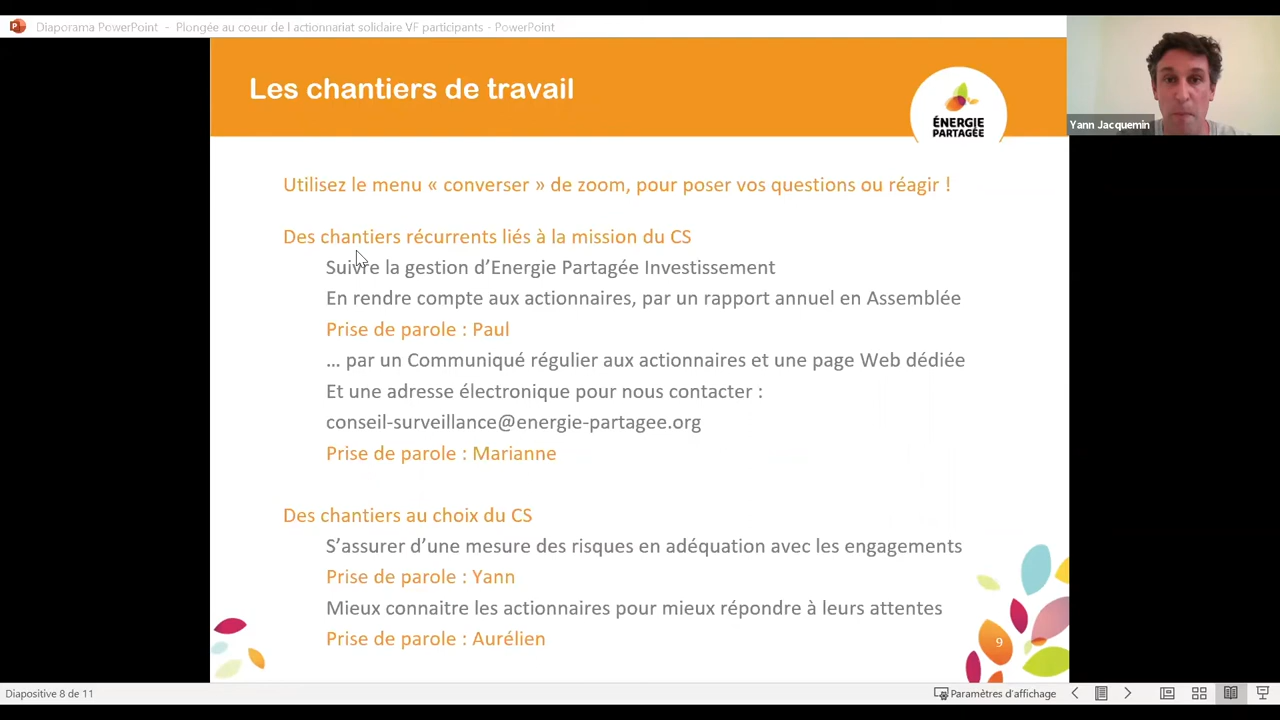 Diaporama PowerPoint - Plongée au coeur de l actionnariat solidaire VF participants - PowerPoint
Les chantiers de travail
ÉNERGIE
PARTAGÉE
Yann Jacquemin
Utilisez le menu « converser » de zoom, pour poser vos questions ou réagir !
Des chantiers récurrents liés à la mission du CS
Suivre la gestion d’Energie Partagée Investissement
En rendre compte aux actionnaires, par un rapport annuel en Assemblée
Prise de parole : Paul
... par un Communiqué régulier aux actionnaires et une page Web dédiée
Et une adresse électronique pour nous contacter :
conseil-surveillance@energie-partagee.org
Prise de parole : Marianne
Des chantiers au choix du CS
S’assurer d’une mesure des risques en adéquation avec les engagements
Prise de parole : Yann
Mieux connaitre les actionnaires pour mieux répondre à leurs attentes
Prise de parole : Aurélien
9
Diapositive 8 de 11
Paramètres d'affichage